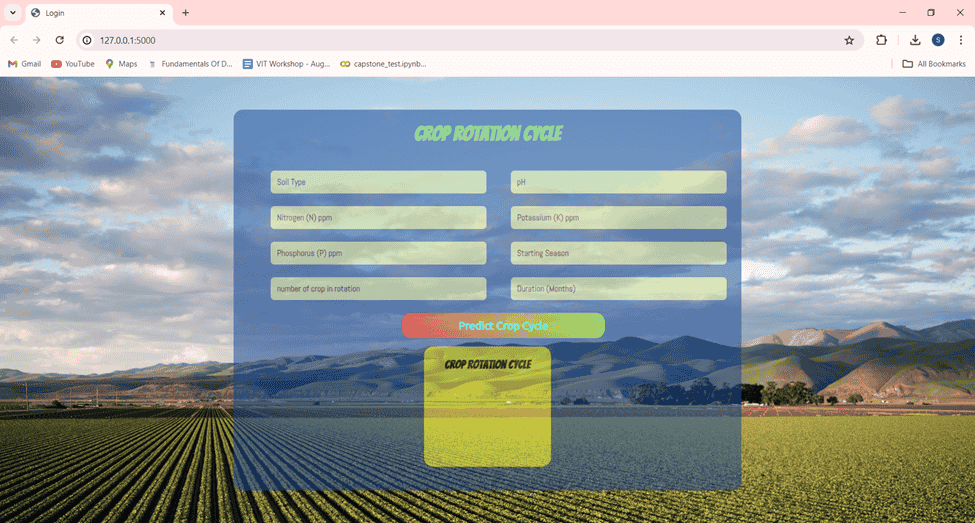 Login
127.0.0.1:5000
Gmail YouTube Maps Fundamentals Of D... VIT Workshop - Aug... capstone_test.ipynb... All Bookmarks
CROP ROTATION CYCLE
Soil Type pH
Nitrogen (N) ppm Potassium (K) ppm
Phosphorus (P) ppm Starting Season
number of crop in rotation Duration (Months)
Predict Crop Cycle
CROP ROTATION CYCLE